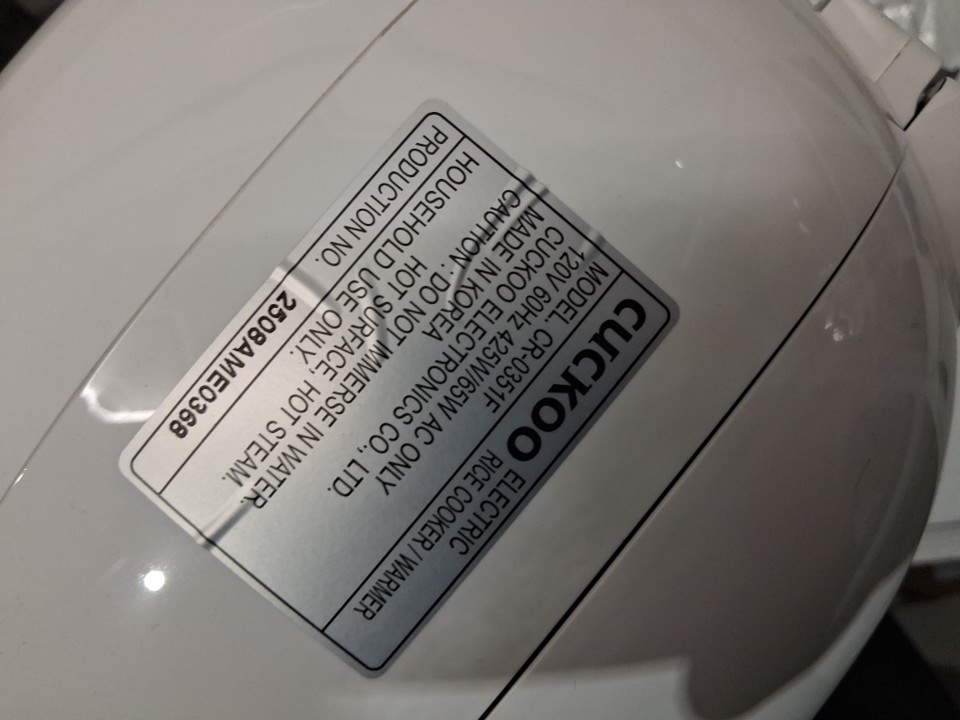 CUCKOO ELECTRIC RICE COOKER / WARMER
MODEL. CR-0351F
120V 60HZ 425W/65W AC ONLY
CUCKOO ELECTRONICS CO., LTD.
MADE IN KOREA
CAUTION : DO NOT IMMERSE IN WATER.
HOT SURFACE, HOT STEAM.
HOUSEHOLD USE ONLY.
PRODUCTION NO. 2508AME0368